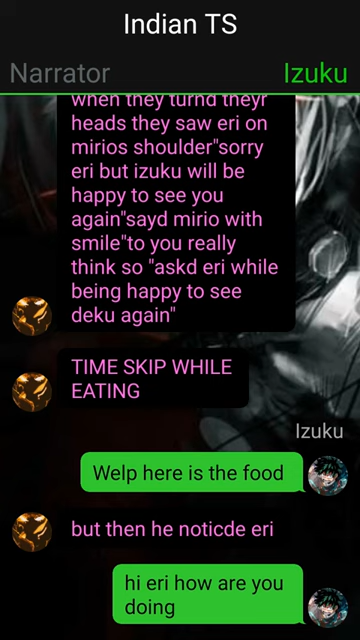 Indian TS
Narrator
Izuku
when they turnd theyr
heads they saw eri on
mirios shoulder"sorry
eri but izuku will be
happy to see you
again"sayd mirio with
smile"to you really
think so "askd eri while
being happy to see
deku again"
TIME SKIP WHILE
EATING
Izuku
Welp here is the food
but then he noticde eri
hi eri how are you
doing